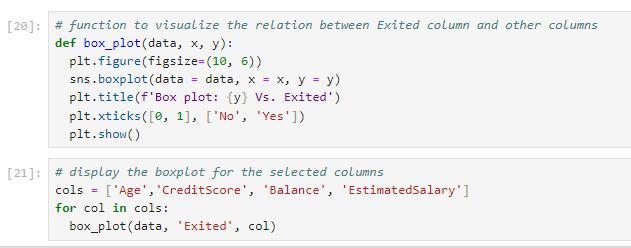 [20]: # function to visualize the relation between Exited column and other columns
def box_plot(data, x, y):
  plt.figure(figsize=(10, 6))
  sns.boxplot(data = data, x = x, y = y)
  plt.title(f'Box plot: {y} Vs. Exited')
  plt.xticks([0, 1], ['No', 'Yes'])
  plt.show()
[21]: # display the boxplot for the selected columns
cols = ['Age','CreditScore', 'Balance', 'EstimatedSalary']
for col in cols:
  box_plot(data, 'Exited', col)